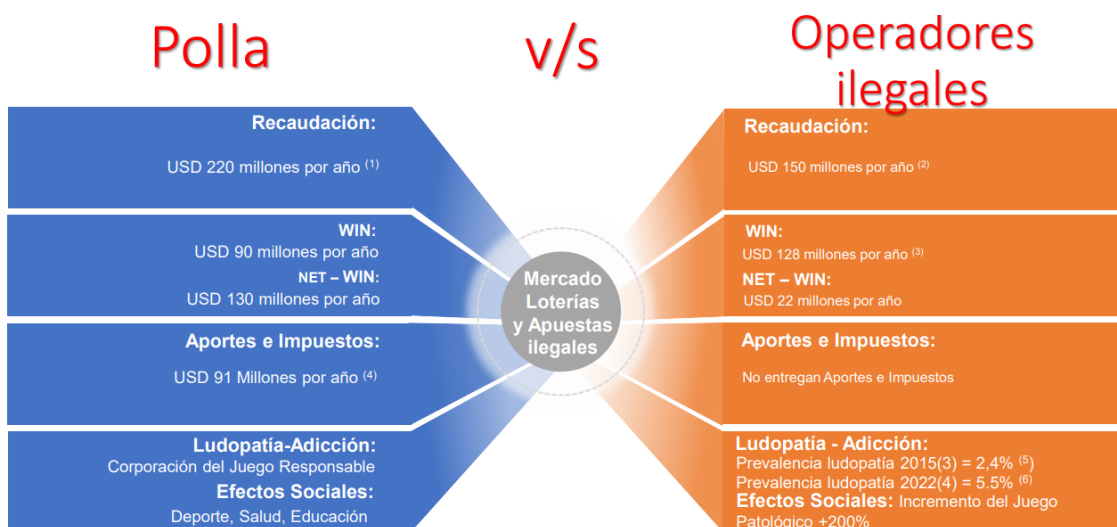 Polla
v/s
Operadores
ilegales
Recaudación:
USD 220 millones por año (1)
WIN:
USD 90 millones por año
NET – WIN:
USD 130 millones por año
Aportes e Impuestos:
USD 91 Millones por año (4)
Ludopatía-Adicción:
Corporación del Juego Responsable
Efectos Sociales:
Deporte, Salud, Educación
Mercado
Loterías
y Apuestas
ilegales
Recaudación:
USD 150 millones por año (2)
WIN:
USD 128 millones por año (3)
NET – WIN:
USD 22 millones por año
Aportes e Impuestos:
No entregan Aportes e Impuestos
Ludopatía - Adicción:
Prevalencia ludopatía 2015(3) = 2,4% (5)
Prevalencia ludopatía 2022(4) = 5.5% (6)
Efectos Sociales: Incremento del Juego
Patológico +200%